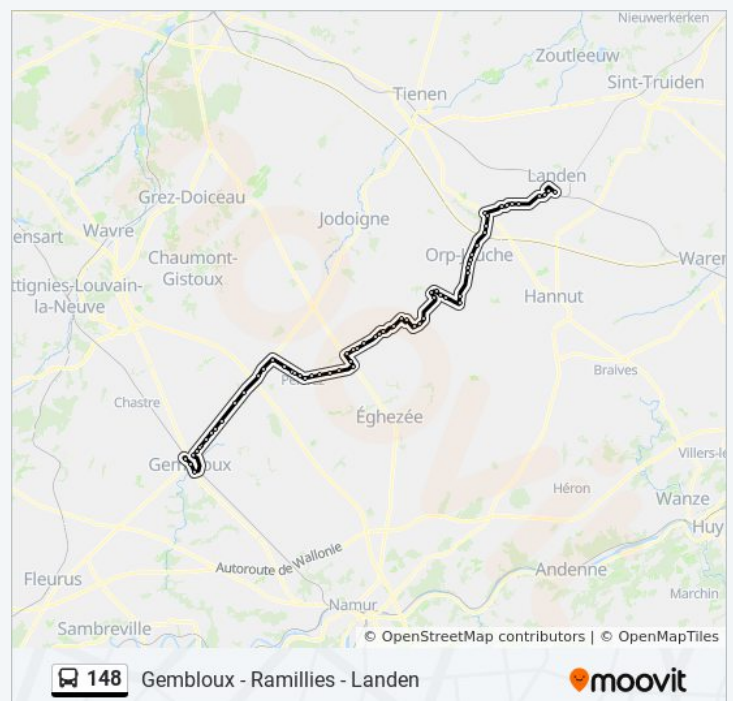 Nieuwerkerken
Zoutleeuw
Tienen
Sint-Truiden
Landen
Grez-Doiceau
Jodoigne
ensart
Wavre
Orp-Jauche
Waren
Chaumont-
Gistoux
ttignies-Louvain-
la-Neuve
Hannut
Braives
Chastre
Éghezée
Gembloux
Villers-le
Héron
Wanze
Huy
Autoroute de Wallonie
Andenne
Fleurus
Marchin
Namur
Sambreville
© OpenStreetMap contributors | © OpenMapTiles
148 Gembloux - Ramillies - Landen
moovit